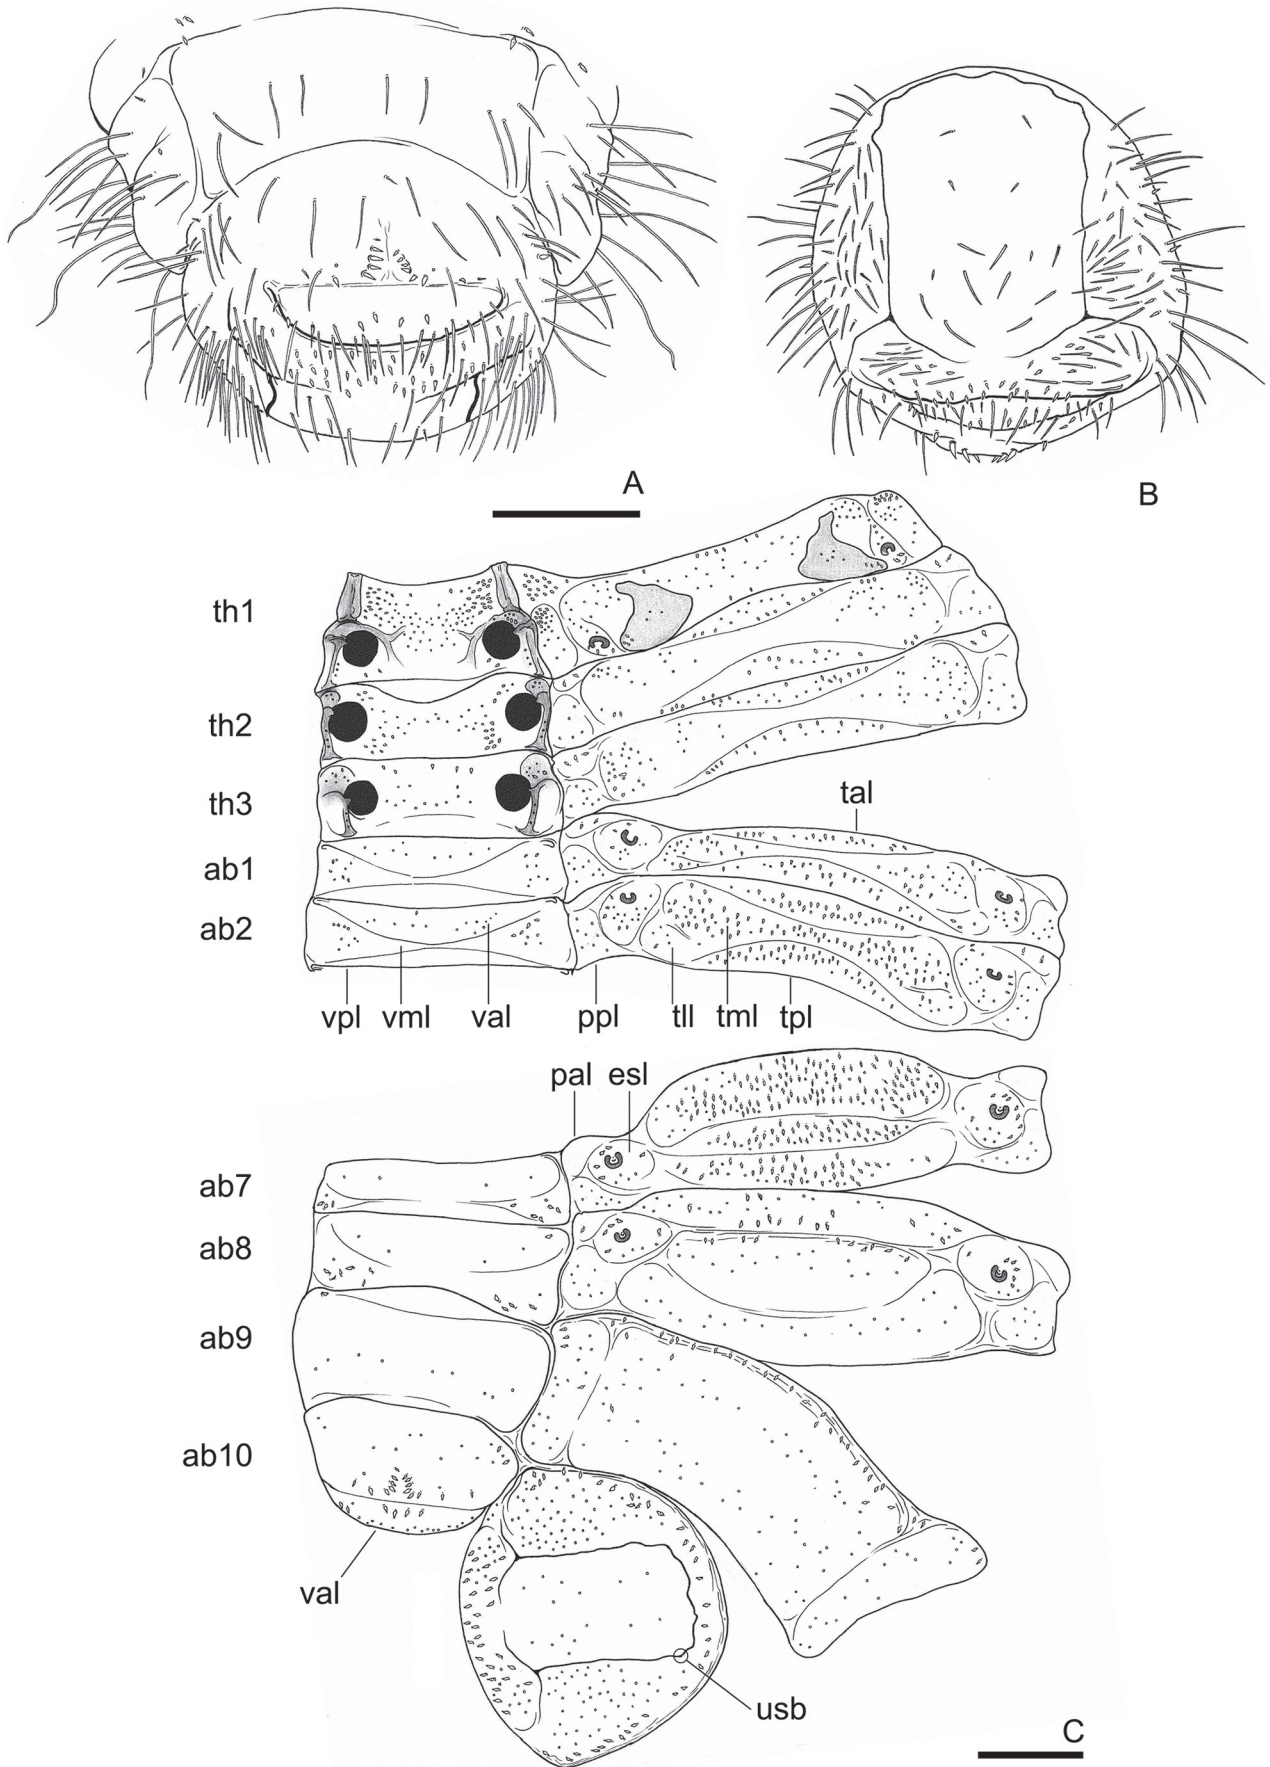 A
B
th1
th2
th3
tal
ab1
ab2
vpl vml val ppl tll tml tpl
pal esl
ab7
ab8
ab9
ab10
val
usb
C